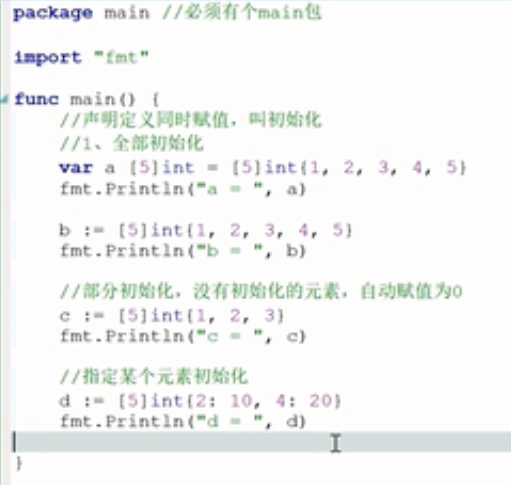 package main //必须有个main包
import "fmt"
func main() {
//声明定义同时赋值，叫初始化
//1、全部初始化
var a [5]int = [5]int{1, 2, 3, 4, 5}
fmt.Println("a = ", a)
b := [5]int{1, 2, 3, 4, 5}
fmt.Println("b = ", b)
//部分初始化，没有初始化的元素，自动赋值为0
c := [5]int{1, 2, 3}
fmt.Println("c = ", c)
//指定某个元素初始化
d := [5]int{2: 10, 4: 20}
fmt.Println("d = ", d)
}